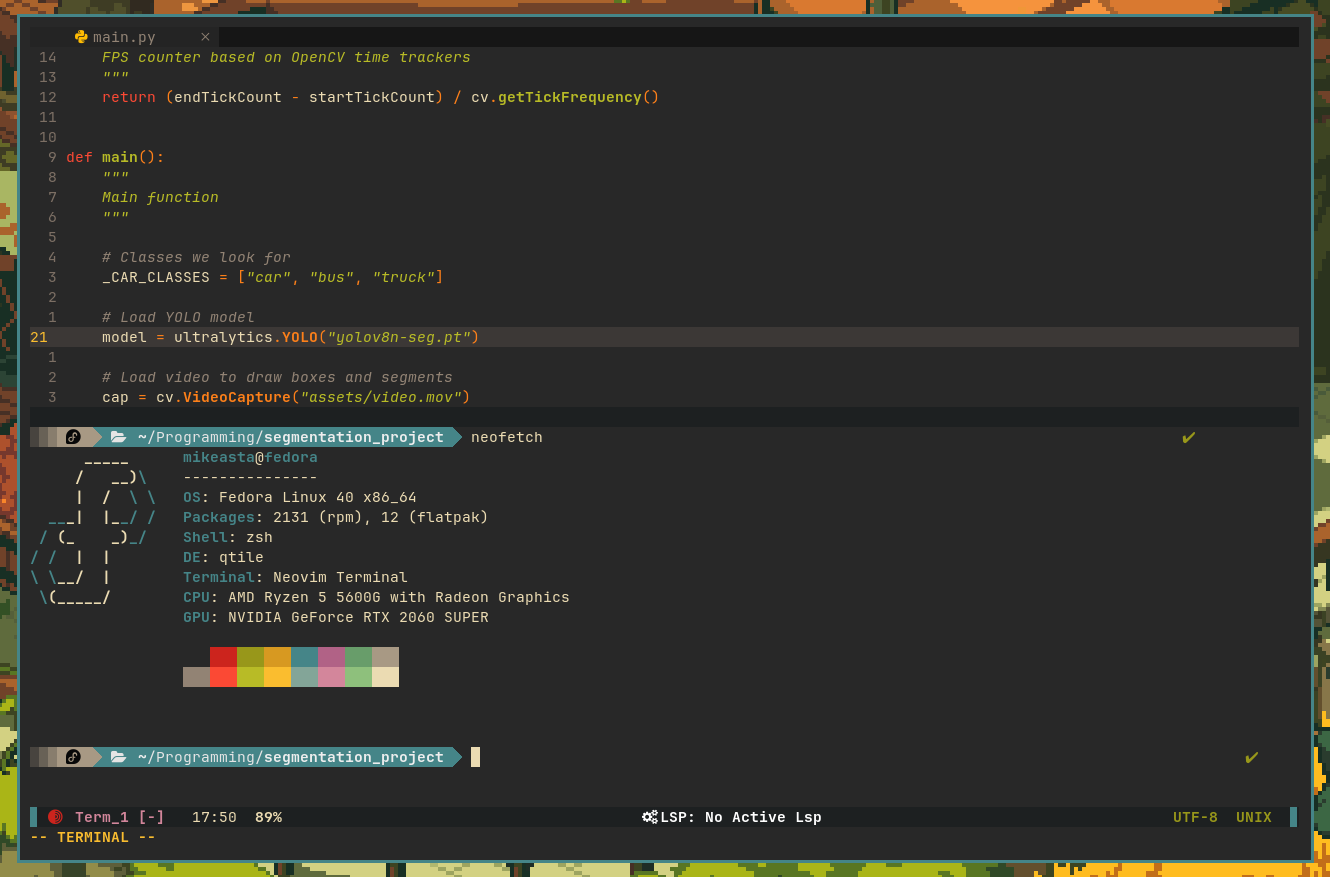 main.py ×
14 FPS counter based on OpenCV time trackers
13 """
12 return (endTickCount - startTickCount) / cv.getTickFrequency()
11
10
9 def main():
8 """
7 Main function
6 """
5
4 # Classes we look for
3 _CAR_CLASSES = ["car", "bus", "truck"]
2
1 # Load YOLO model
21 model = ultralytics.YOLO("yolov8n-seg.pt")
1
2 # Load video to draw boxes and segments
3 cap = cv.VideoCapture("assets/video.mov")
~/Programming/segmentation_project neofetch ✔
mikeasta@fedora
---------------
OS: Fedora Linux 40 x86_64
Packages: 2131 (rpm), 12 (flatpak)
Shell: zsh
DE: qtile
Terminal: Neovim Terminal
CPU: AMD Ryzen 5 5600G with Radeon Graphics
GPU: NVIDIA GeForce RTX 2060 SUPER
~/Programming/segmentation_project ✔
Term_1 [-] 17:50 89% LSP: No Active Lsp UTF-8 UNIX
-- TERMINAL --